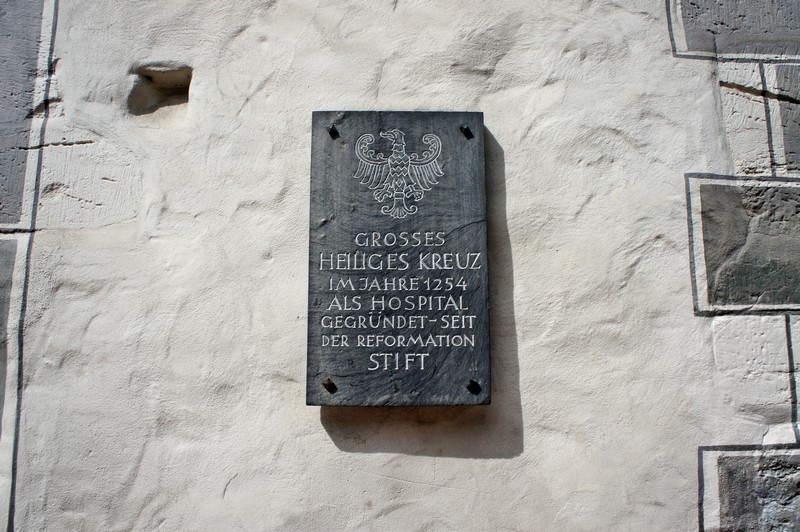 GROSSES
HEILIGES KREUZ
IM JAHRE 1254
ALS HOSPITAL
GEGRÜNDET-SEIT
DER REFORMATION
STIFT